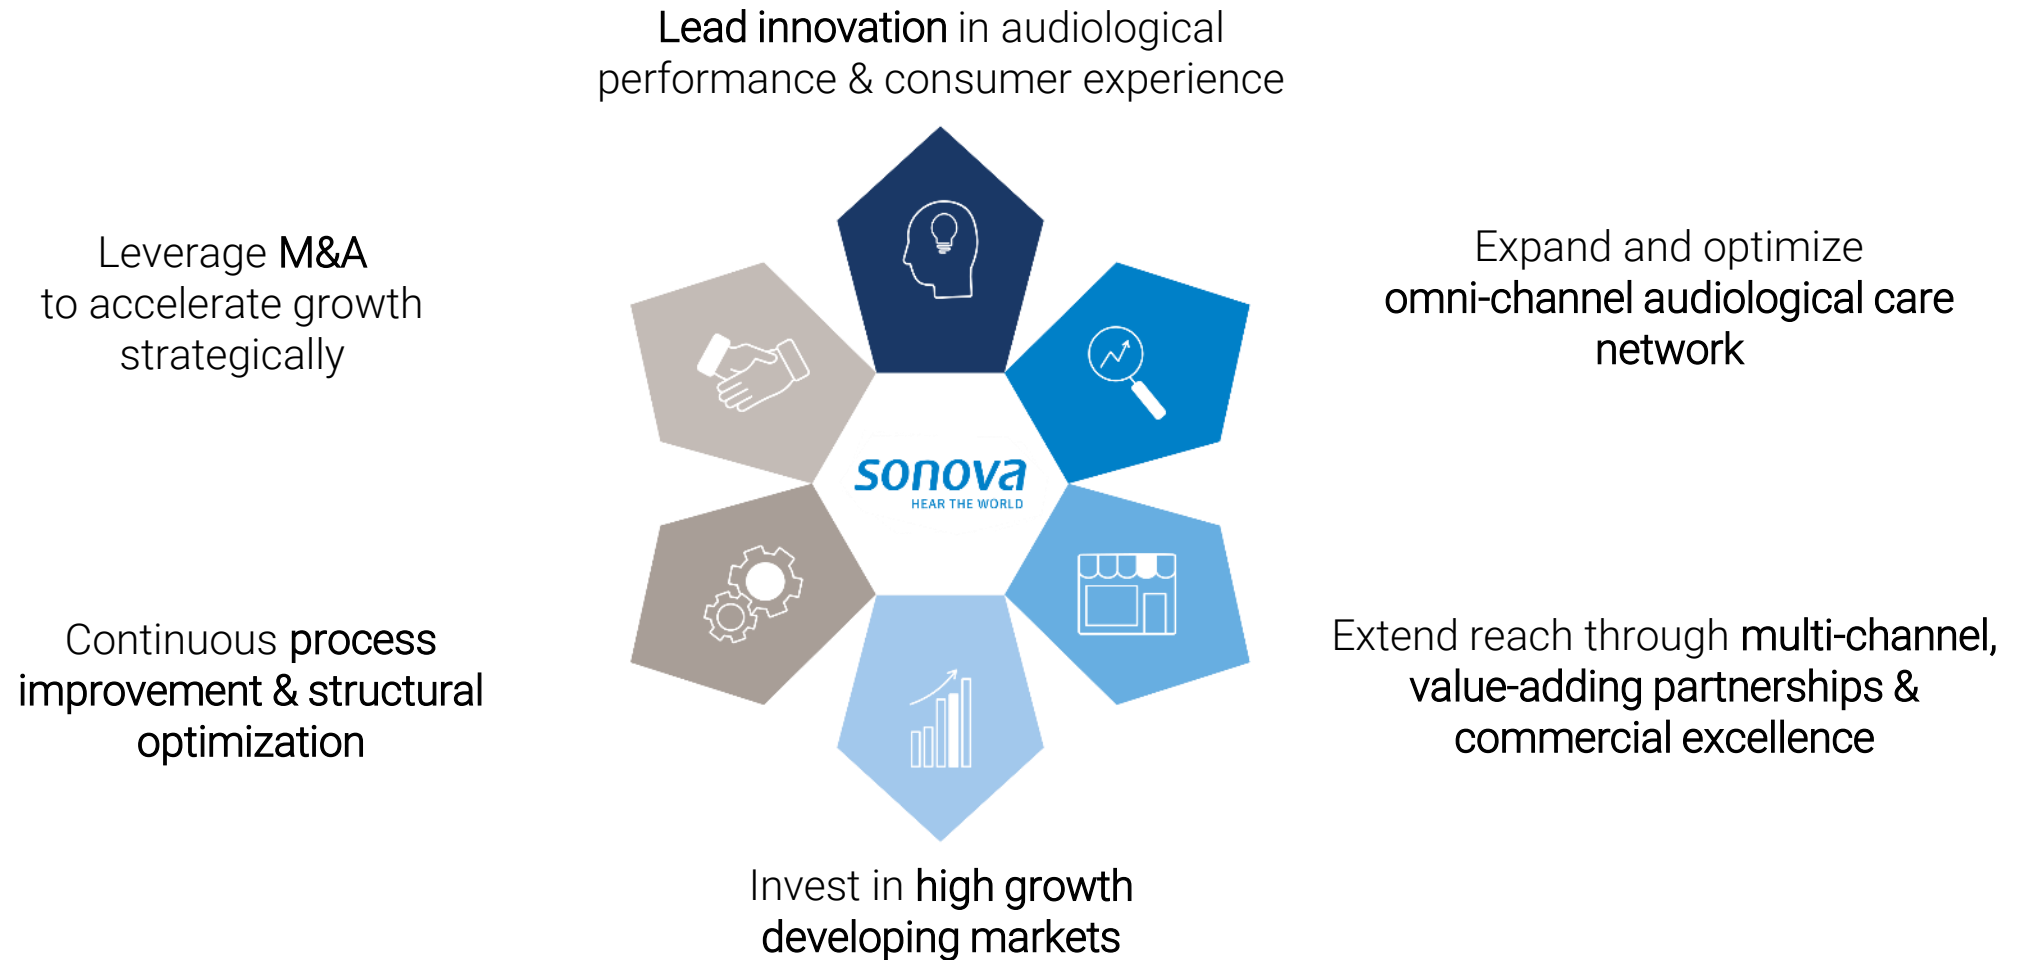 Lead innovation in audiological
performance & consumer experience
Expand and optimize
omni-channel audiological care
network
Extend reach through multi-channel,
value-adding partnerships &
commercial excellence
Invest in high growth
developing markets
Continuous process
improvement & structural
optimization
Leverage M&A
to accelerate growth
strategically
sonova
HEAR THE WORLD